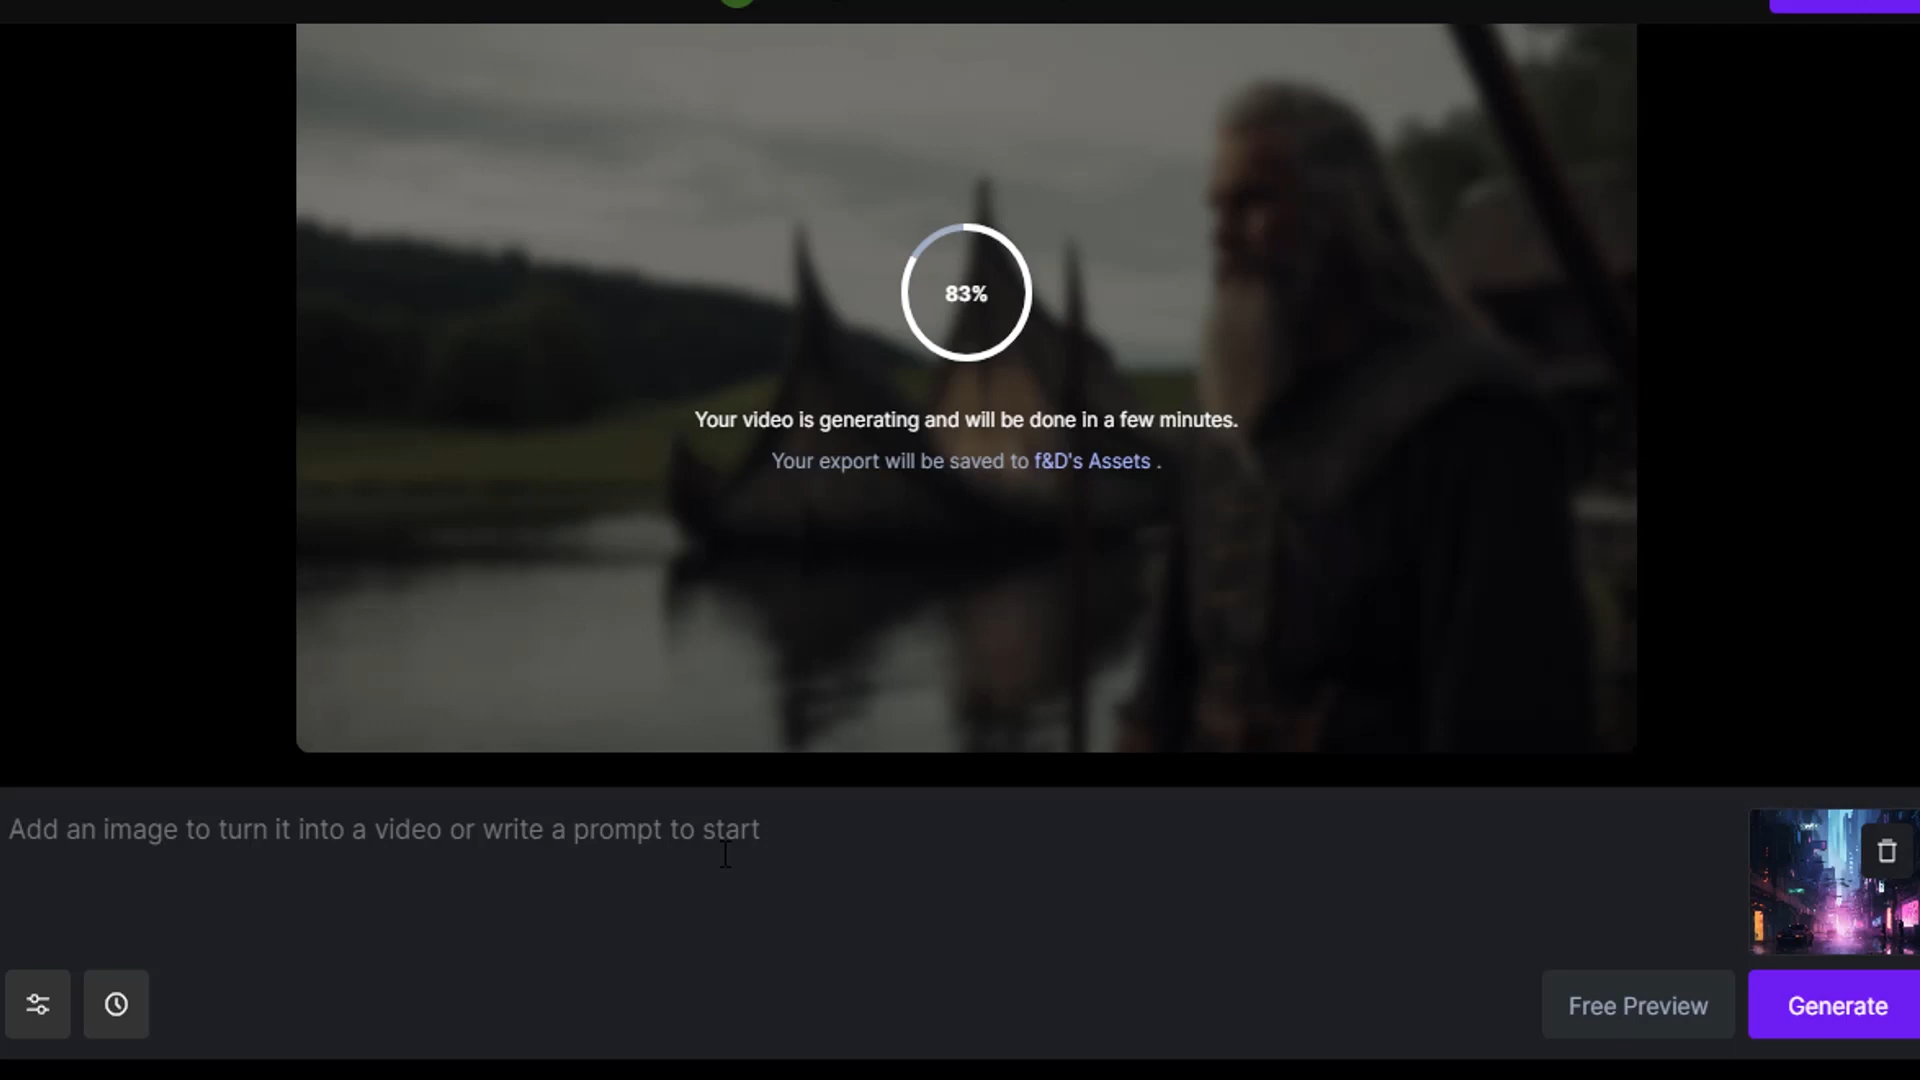 83%
Your video is generating and will be done in a few minutes.
Your export will be saved to f&D's Assets .
Add an image to turn it into a video or write a prompt to start
Free Preview
Generate